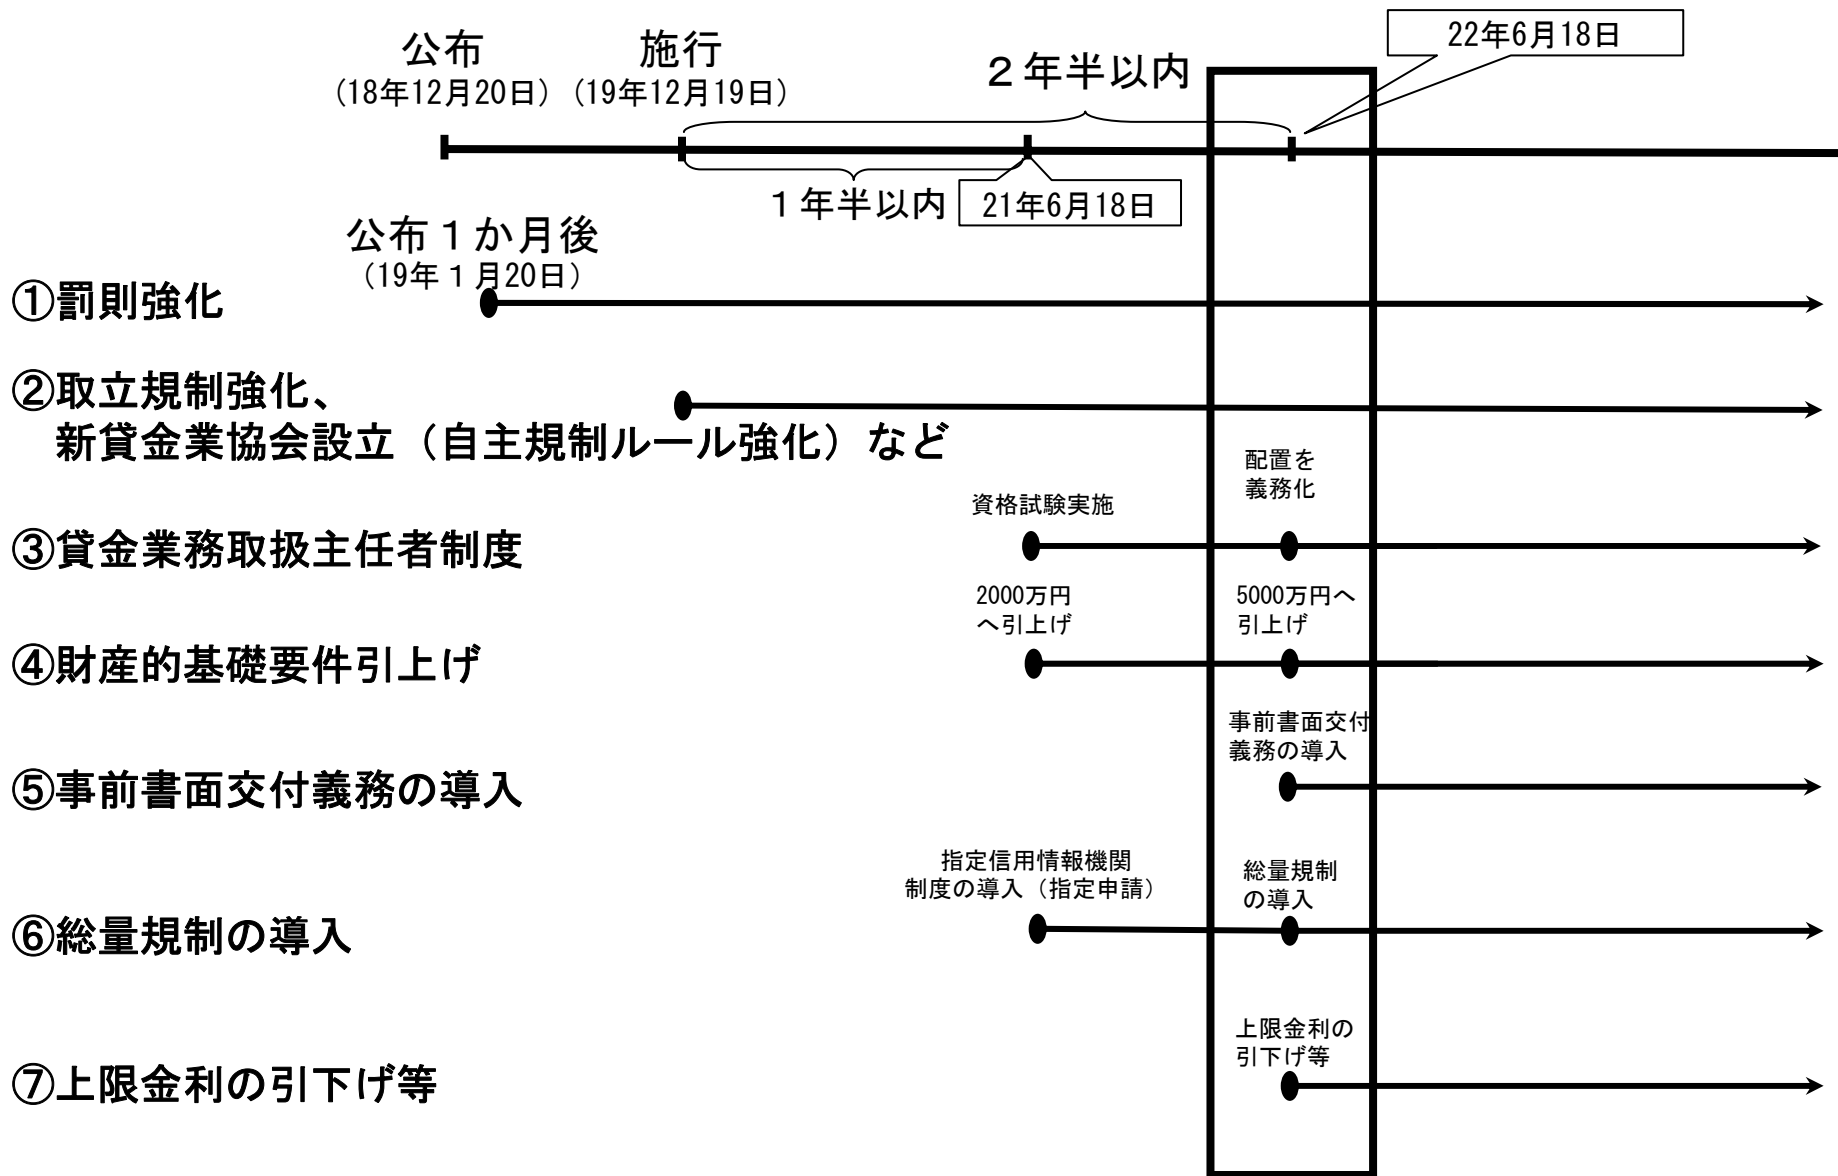 公布
(18年12月20日)
施行
(19年12月19日)
２年半以内
22年6月18日
１年半以内
21年6月18日
公布１か月後
(19年１月20日)
①罰則強化
②取立規制強化、
新貸金業協会設立（自主規制ルール強化）など
配置を
義務化
資格試験実施
③貸金業務取扱主任者制度
2000万円
へ引上げ
5000万円へ
引上げ
④財産的基礎要件引上げ
事前書面交付
義務の導入
⑤事前書面交付義務の導入
指定信用情報機関
制度の導入（指定申請）
総量規制
の導入
⑥総量規制の導入
上限金利の
引下げ等
⑦上限金利の引下げ等